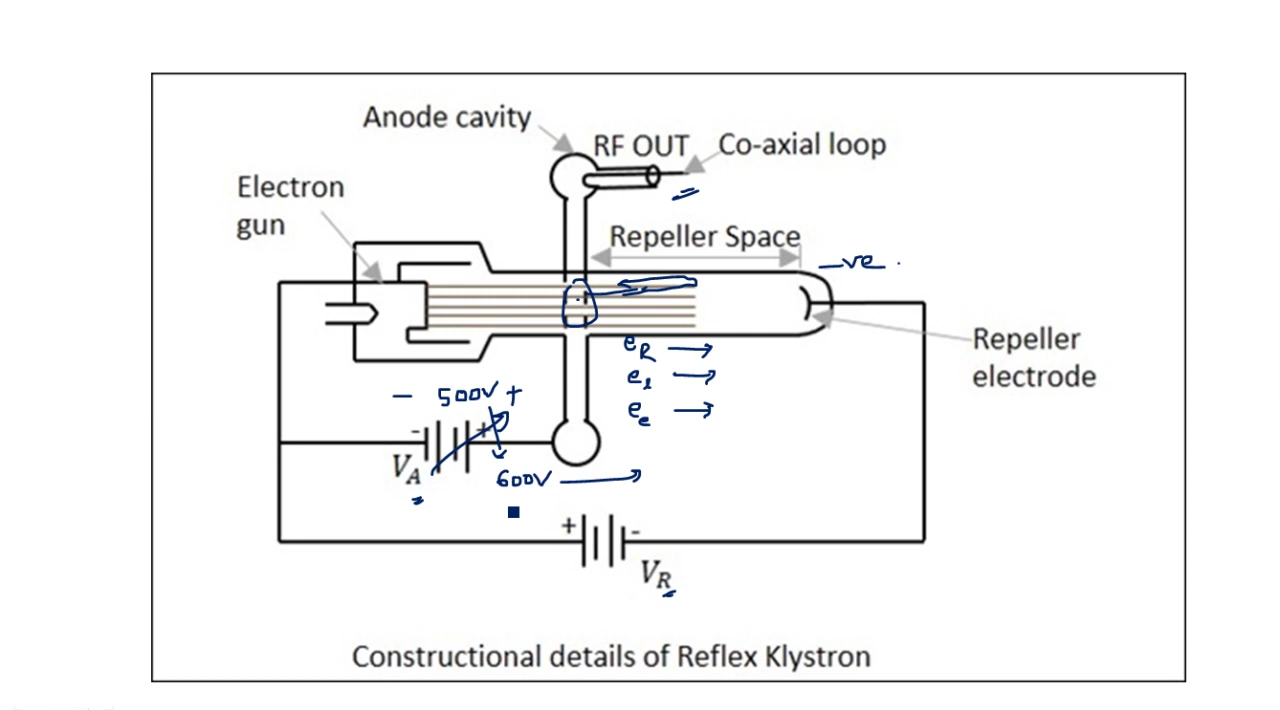 Anode cavity
RF OUT
Co-axial loop
Electron
gun
Repeller Space
-ve.
Repeller
electrode
e_R →
e_l →
e_e →
- 500V +
- +
V_A
600V →
+ -
V_R
Constructional details of Reflex Klystron